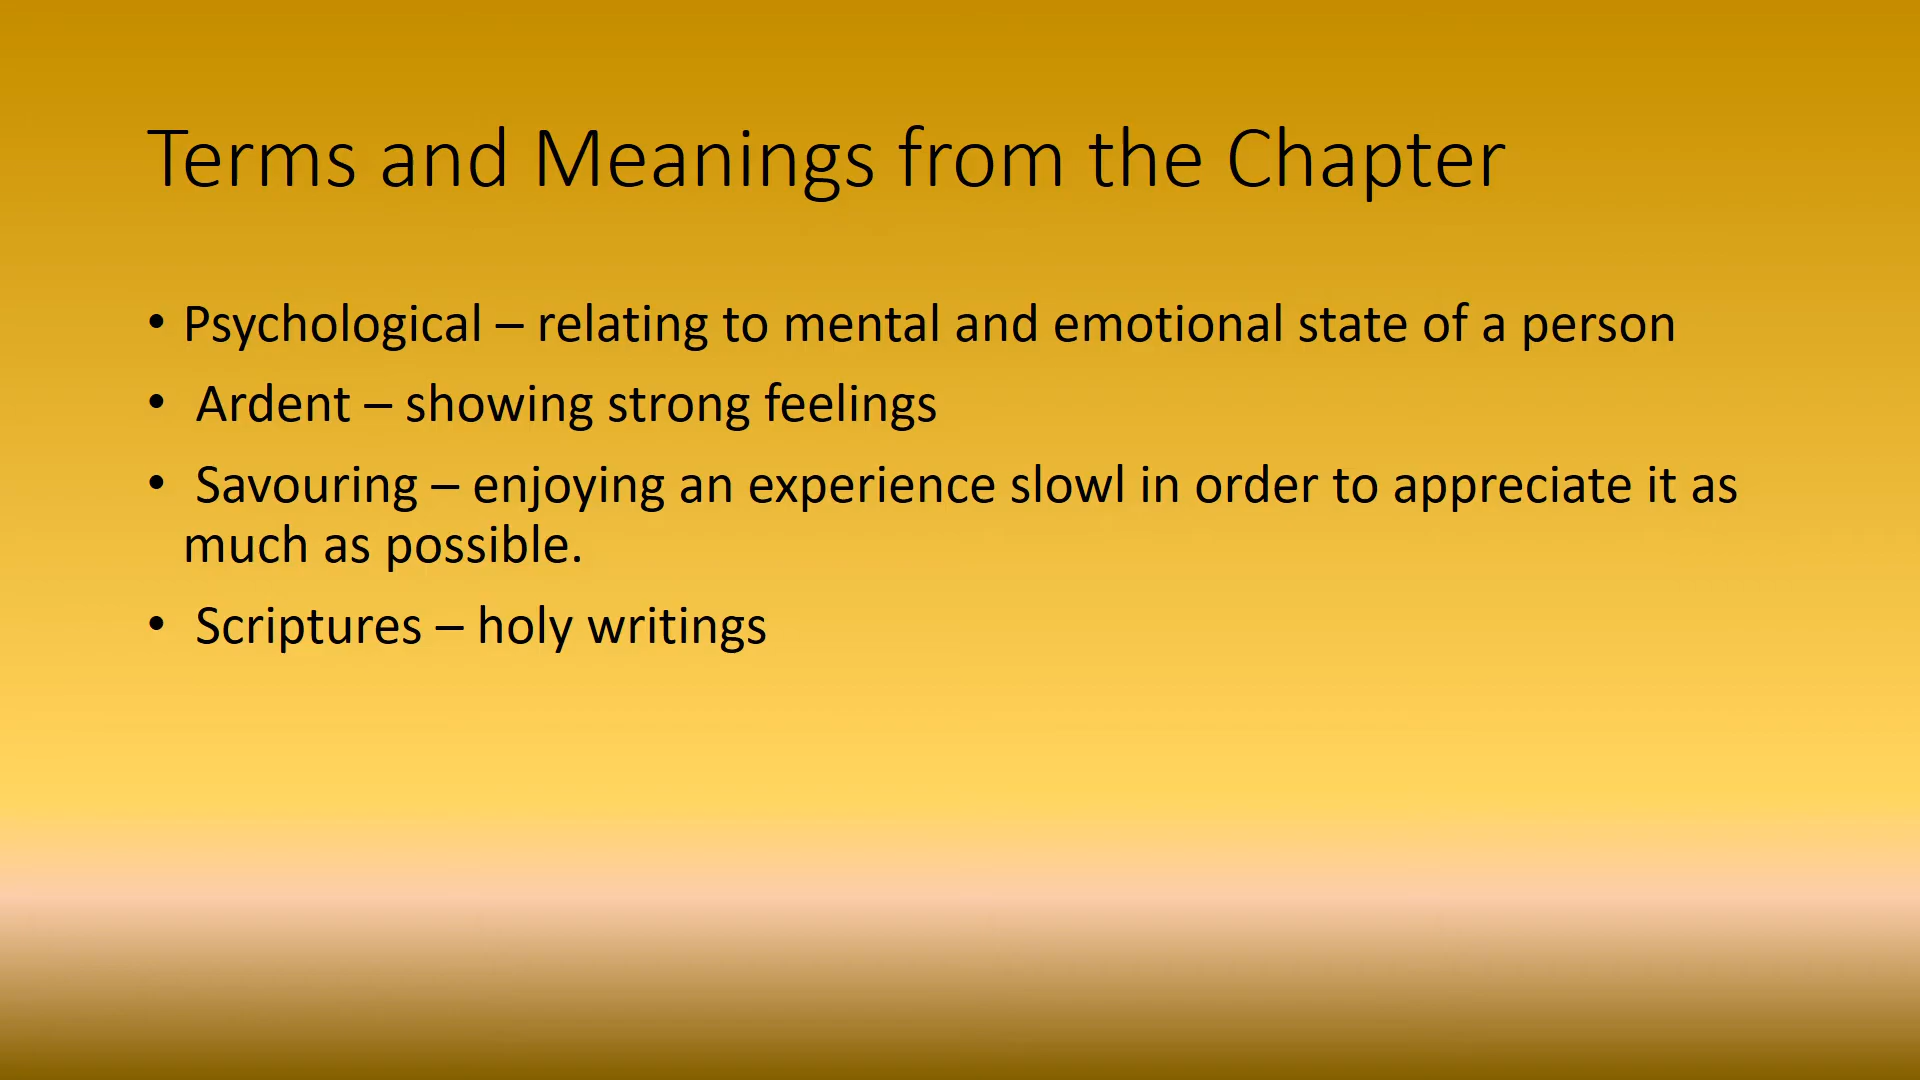 Terms and Meanings from the Chapter
• Psychological – relating to mental and emotional state of a person
• Ardent – showing strong feelings
• Savouring – enjoying an experience slowl in order to appreciate it as
much as possible.
• Scriptures – holy writings